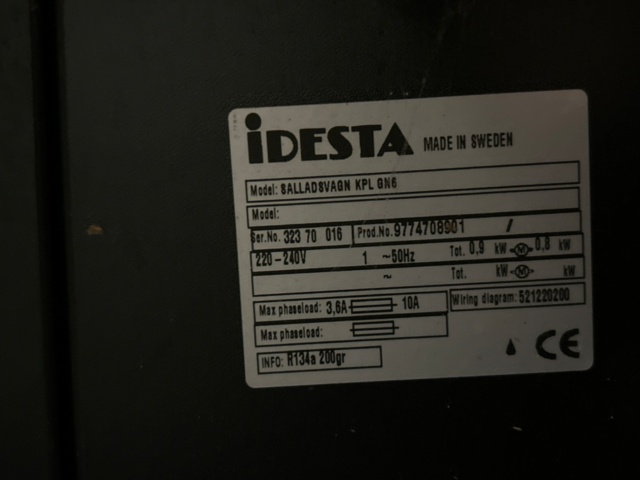 iDESTA MADE IN SWEDEN
Model: SALLADSVAGN KPL GN6
Model:
Ser.No. 323 70 016 Prod.No. 9774708901 /
220-240V 1 ~50Hz Tot. 0,9 kW M 0,8 kW
~ Tot. kW M kW
Max phaseload: 3,6A 10A Wiring diagram: 521220200
Max phaseload:
INFO: R134a 200gr
CE